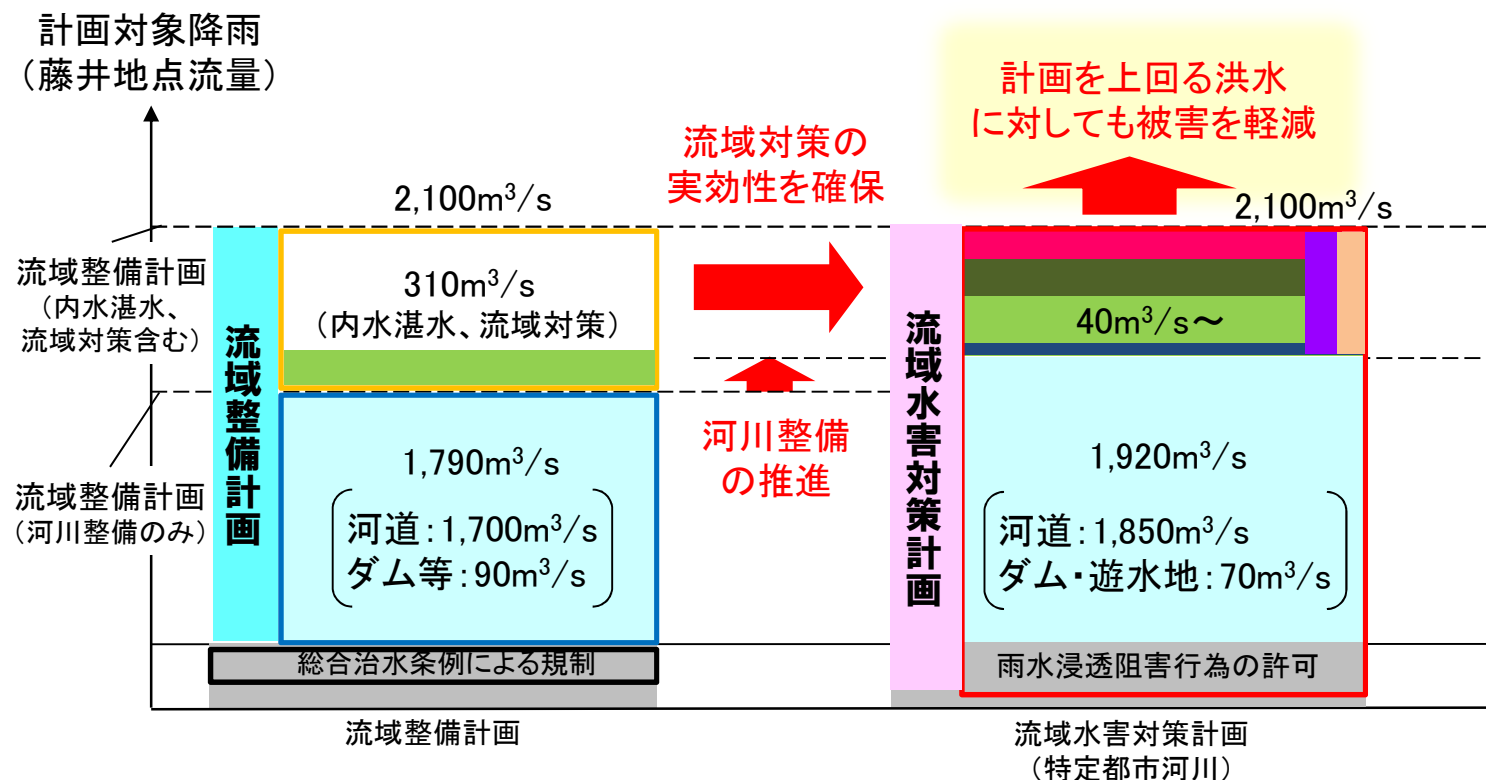 計画対象降雨
（藤井地点流量）
計画を上回る洪水
に対しても被害を軽減
流域対策の
実効性を確保
2,100m³/s
2,100m³/s
流域整備計画
（内水湛水、
流域対策含む）
流域整備計画
310m³/s
（内水湛水、流域対策）
流域水害対策計画
40m³/s～
流域整備計画
（河川整備のみ）
1,790m³/s
河道：1,700m³/s
ダム等：90m³/s
河川整備
の推進
1,920m³/s
河道：1,850m³/s
ダム・遊水地：70m³/s
総合治水条例による規制
雨水浸透阻害行為の許可
流域整備計画
流域水害対策計画
（特定都市河川）